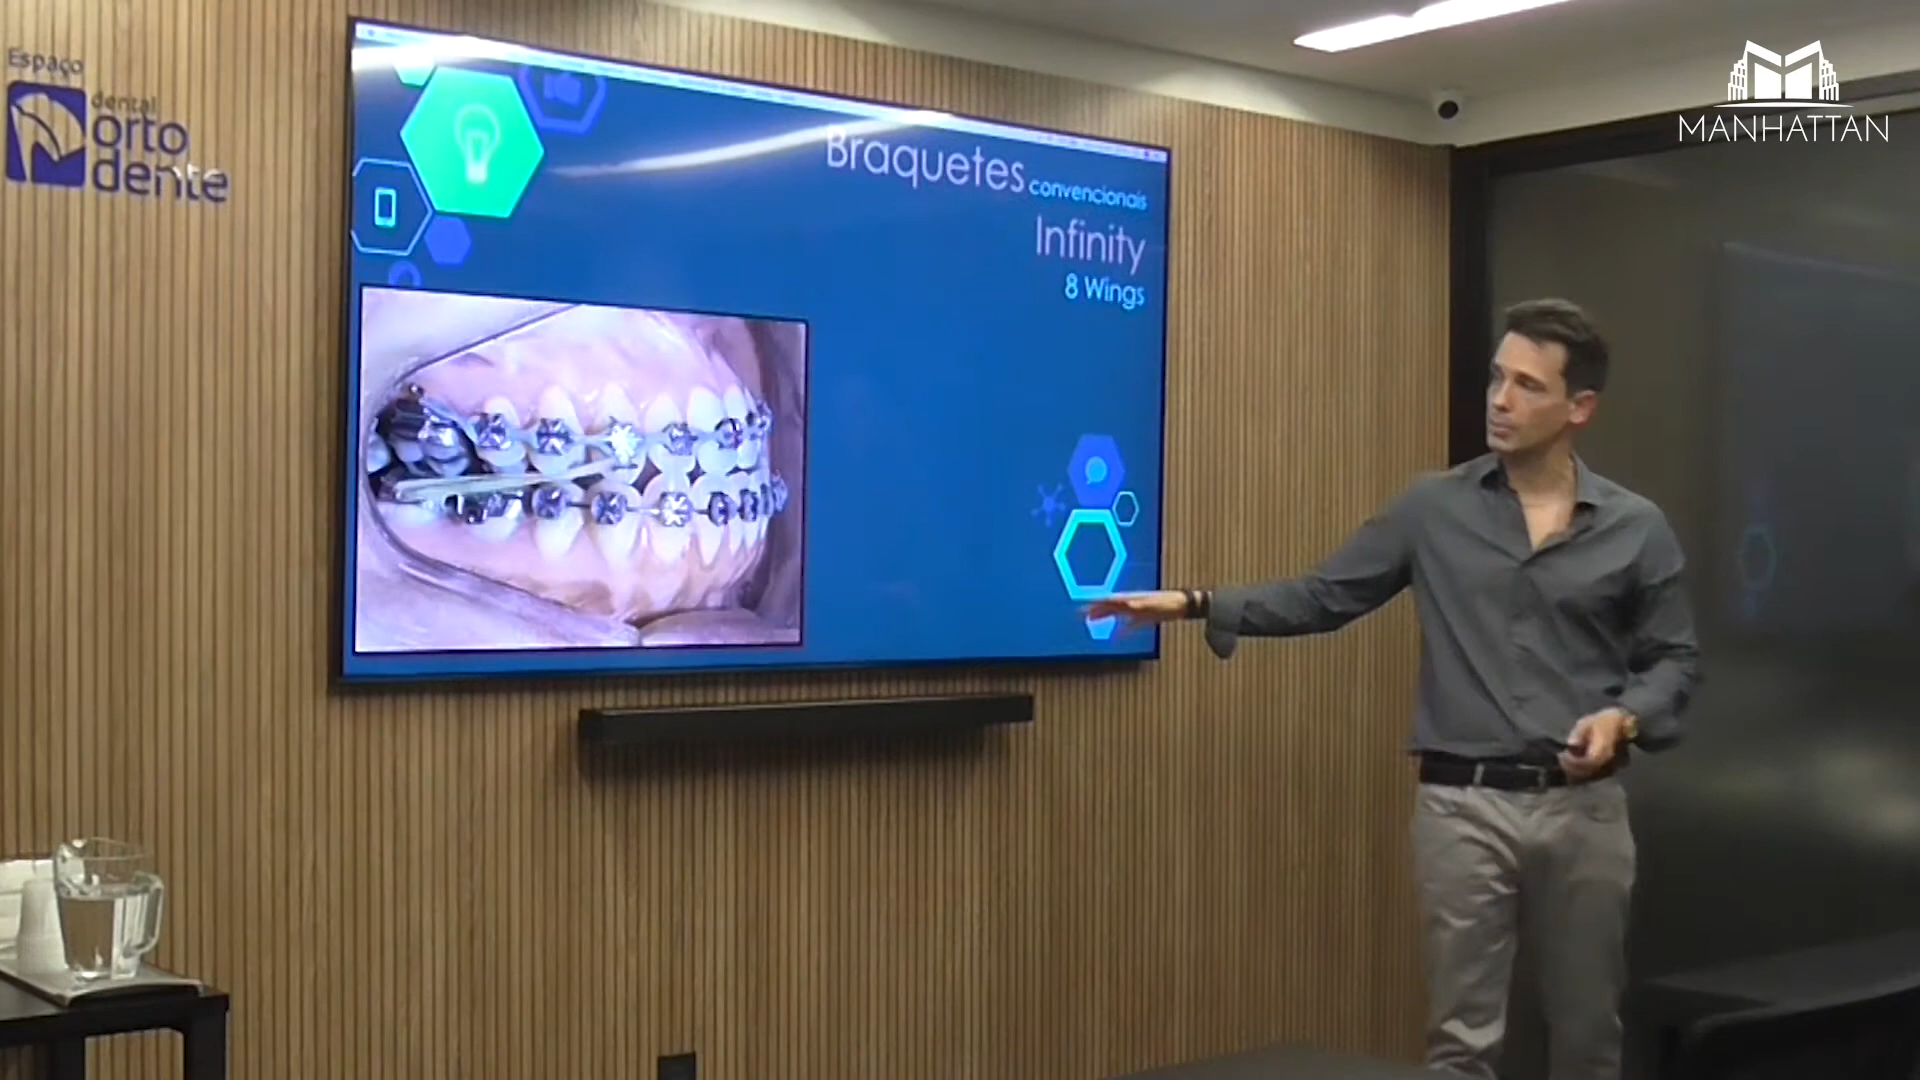 Espaço
dental
orto
dente
Braquetes convencionais
Infinity
8 Wings
MANHATTAN